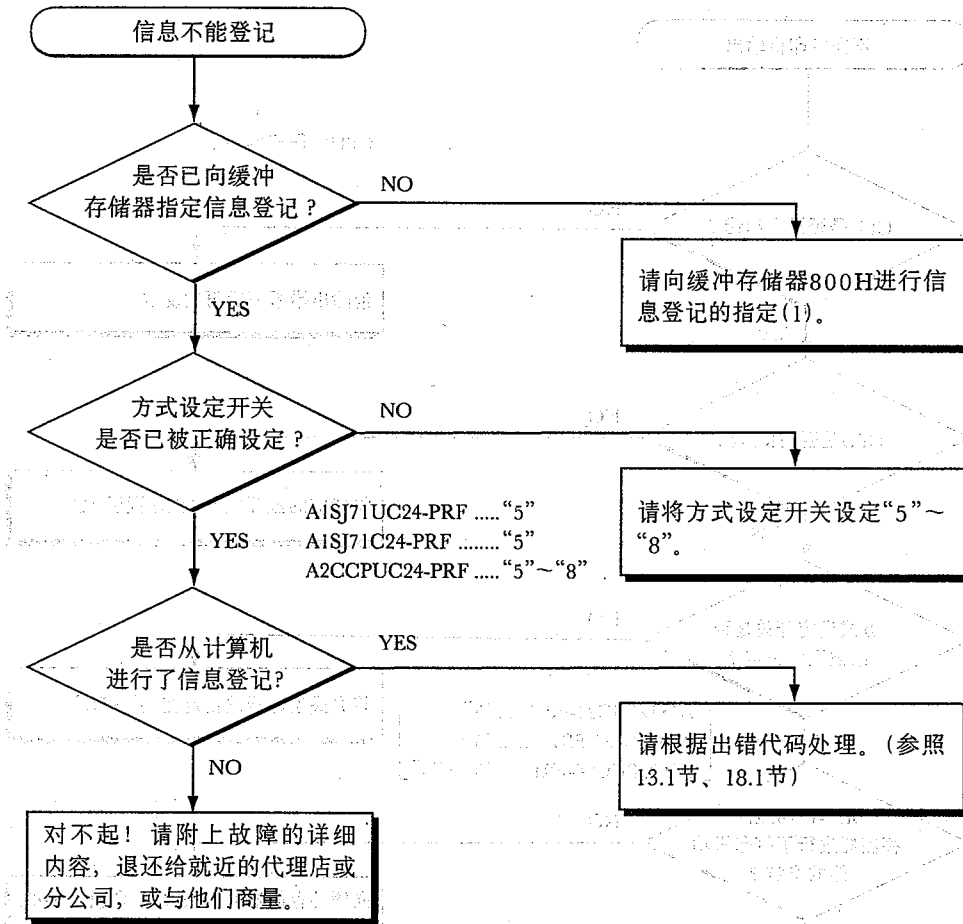 信息不能登记
是否已向缓冲
存储器指定信息登记？
NO
请向缓冲存储器800H进行信
息登记的指定(1)。
YES
方式设定开关
是否已被正确设定？
NO
请将方式设定开关设定“5”～
“8”。
YES
A1SJ71UC24-PRF ..... “5”
A1SJ71C24-PRF ........ “5”
A2CCPUC24-PRF ..... “5”～“8”
是否从计算机
进行了信息登记?
YES
请根据出错代码处理。(参照
13.1节、18.1节)
NO
对不起！请附上故障的详细
内容，退还给就近的代理店或
分公司，或与他们商量。